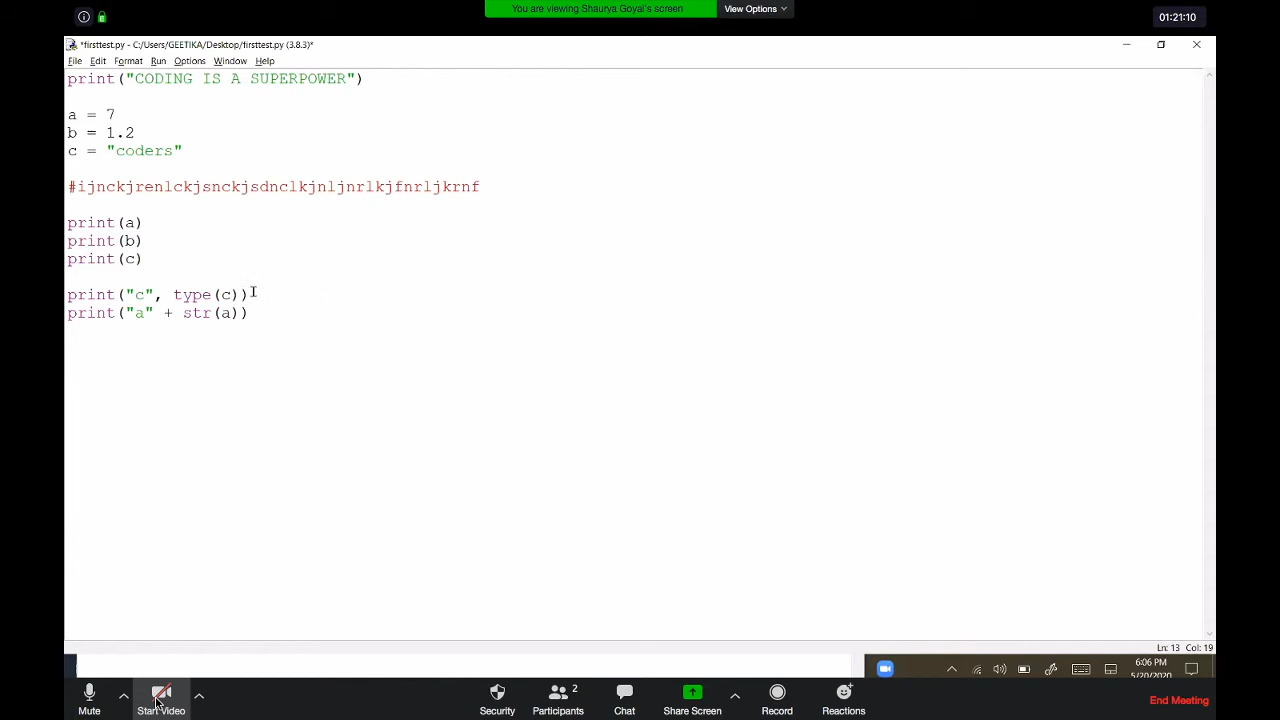 You are viewing Shaurya Goyal's screen
View Options
01:21:10
*firsttest.py - C:/Users/GEETIKA/Desktop/firsttest.py (3.8.3)*
File Edit Format Run Options Window Help
print("CODING IS A SUPERPOWER")
a = 7
b = 1.2
c = "coders"
#ijnckjrenlckjsnckjsdnclkjnljnrlkjfnrljkrnf
print(a)
print(b)
print(c)
print("c", type(c))
print("a" + str(a))
Ln: 13 Col: 19
6:06 PM
5/20/2020
Mute
Start Video
Security
Participants 2
Chat
Share Screen
Record
Reactions
End Meeting